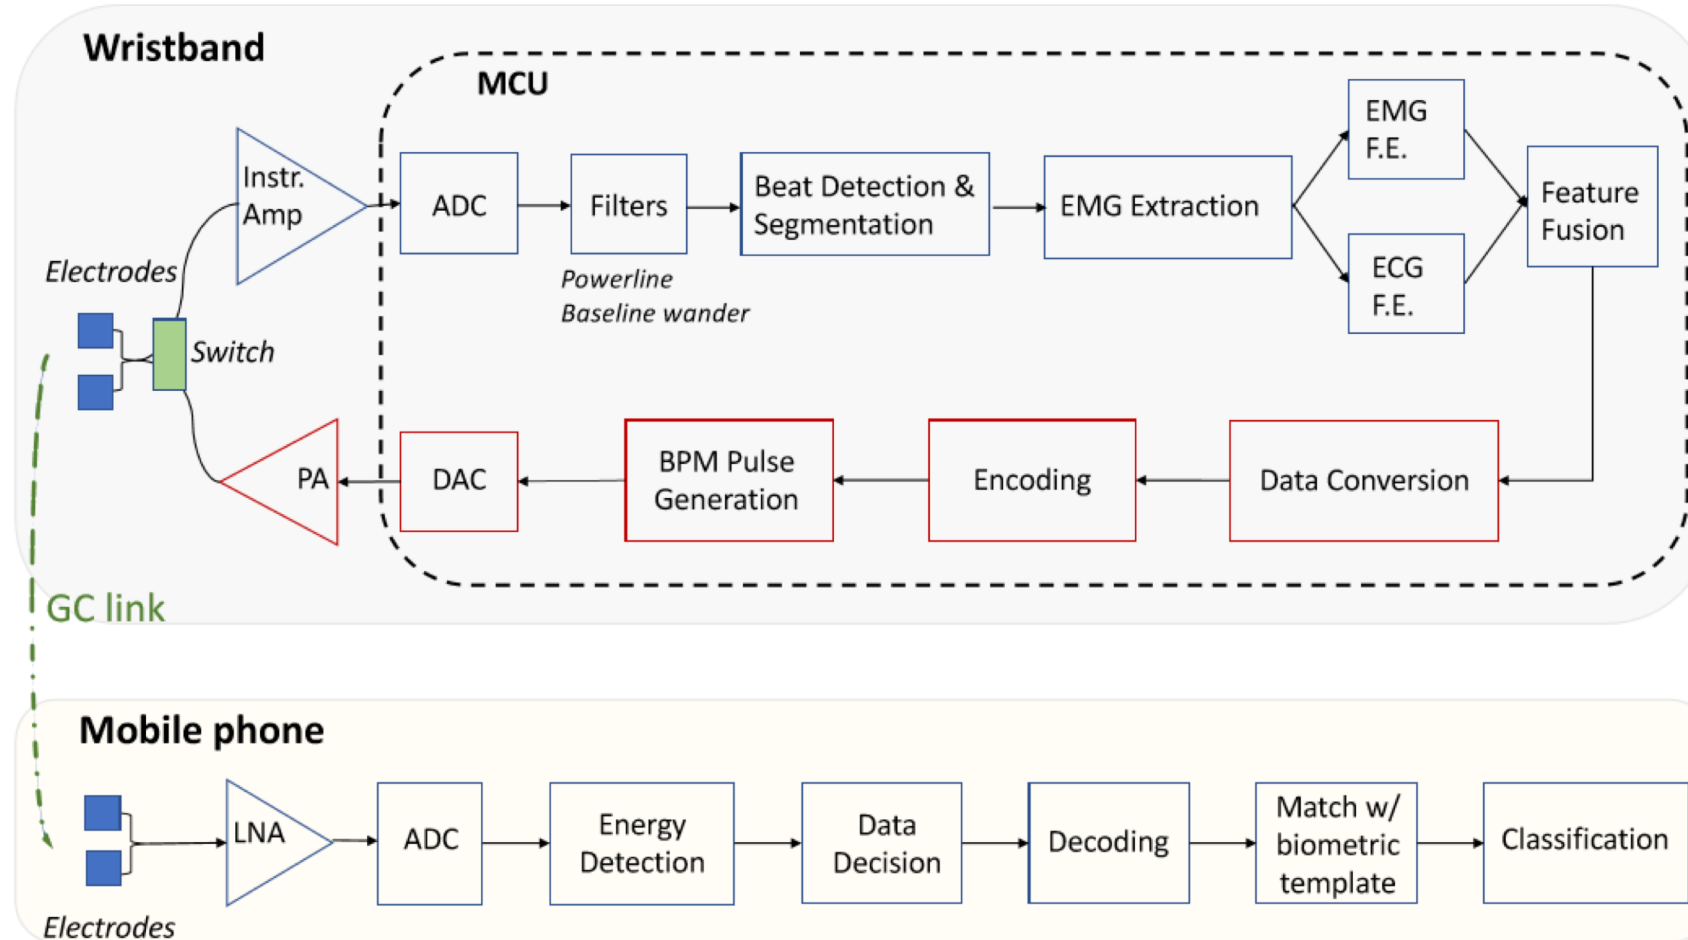 Wristband
MCU
Instr.
Amp
ADC
Filters
Powerline
Baseline wander
Beat Detection &
Segmentation
EMG Extraction
EMG
F.E.
ECG
F.E.
Feature
Fusion
Electrodes
Switch
PA
DAC
BPM Pulse
Generation
Encoding
Data Conversion
GC link
Mobile phone
Electrodes
LNA
ADC
Energy
Detection
Data
Decision
Decoding
Match w/
biometric
template
Classification